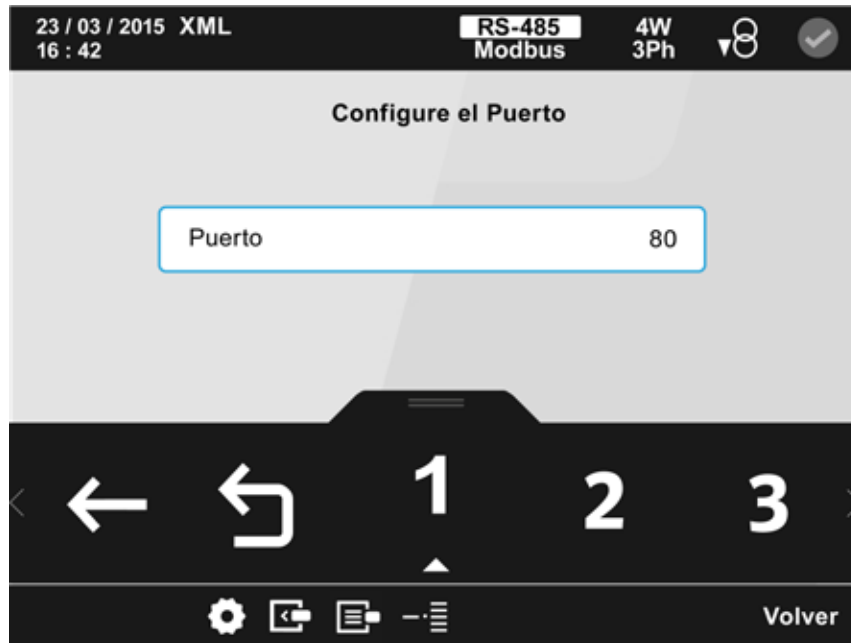 23 / 03 / 2015 XML RS-485 4W
16 : 42 Modbus 3Ph
Configure el Puerto
Puerto 80
1 2 3
Volver